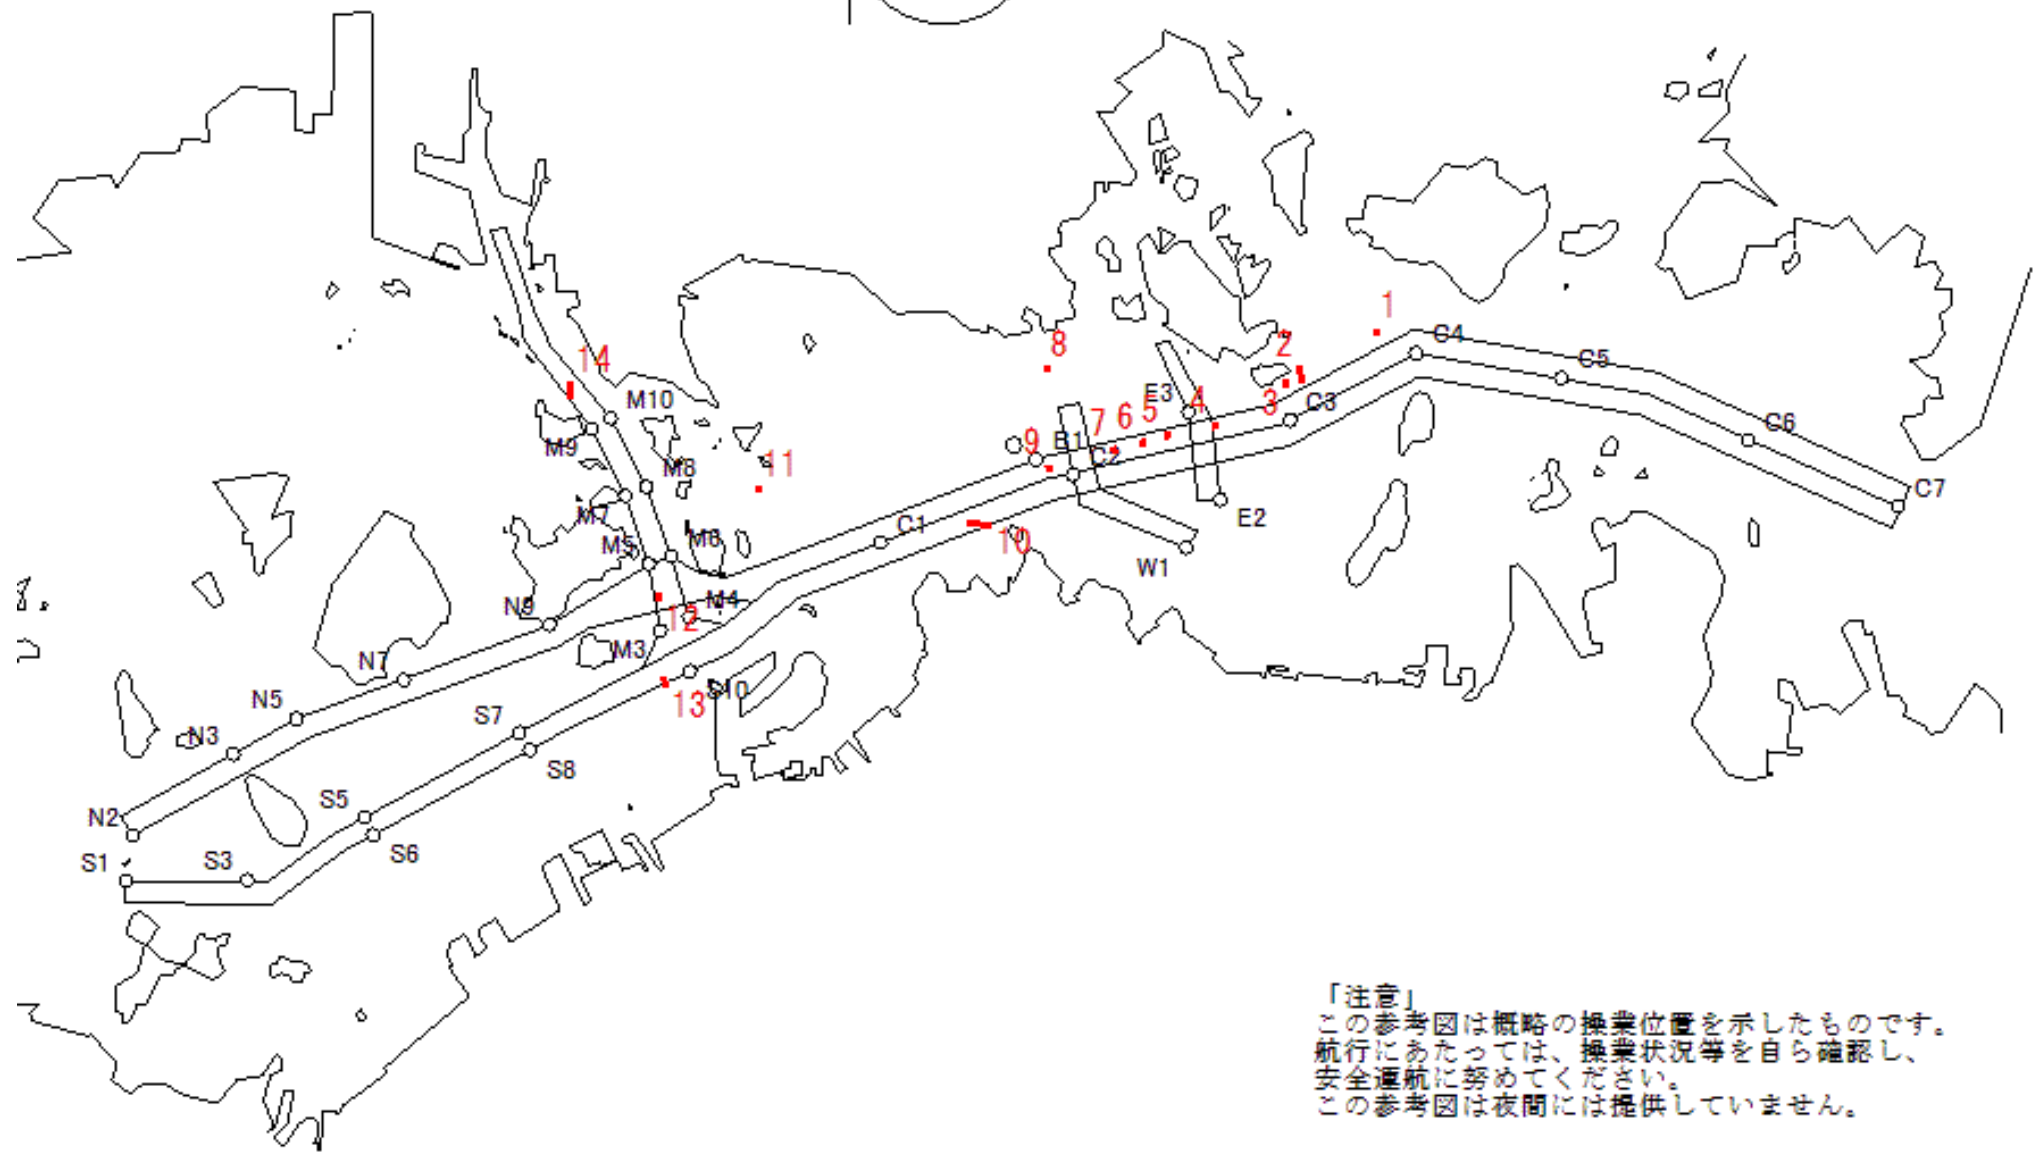 1
C4
2
C5
14
8
M10
E3
4
3
C3
7
6
5
C6
M9
9
B1
C2
M8
11
C7
M7
C1
E2
M5
M6
10
W1
N9
M4
12
M3
N7
S10
13
N5
S7
N3
S8
S5
N2
S6
S1
S3
「注意」
この参考図は概略の操業位置を示したものです。
航行にあたっては、操業状況等を自ら確認し、
安全運航に努めてください。
この参考図は夜間には提供していません。